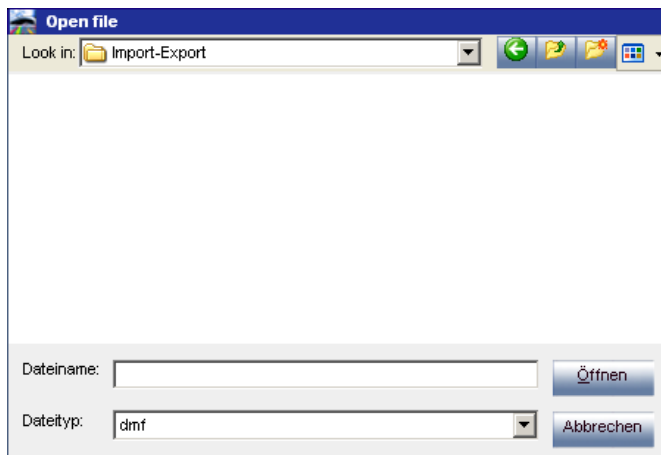 Open file
Look in: Import-Export
Dateiname:
Öffnen
Dateityp: dmf
Abbrechen